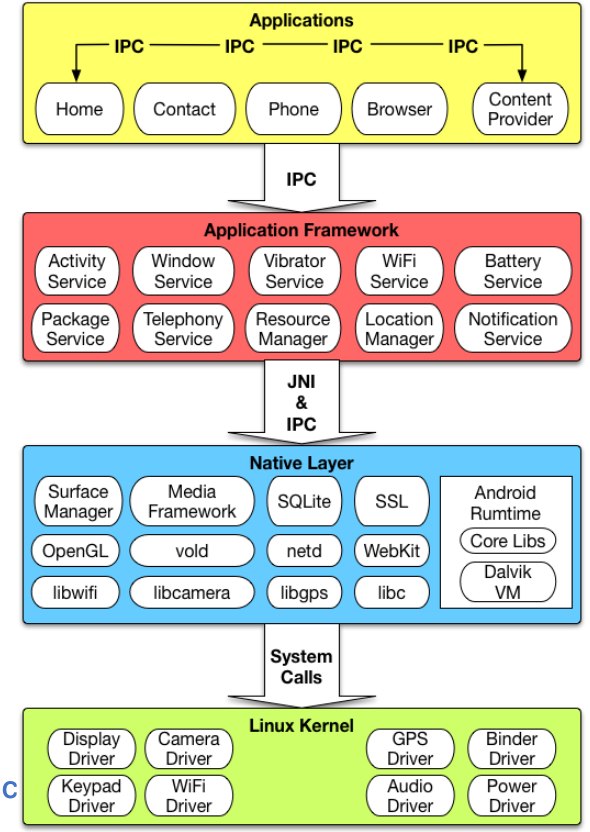 Applications
IPC IPC IPC IPC
Home Contact Phone Browser Content
Provider
IPC
Application Framework
Activity Window Vibrator WiFi Battery
Service Service Service Service Service
Package Telephony Resource Location Notification
Service Service Manager Manager Service
JNI
&
IPC
Native Layer
Surface Media SQLite SSL Android
Manager Framework Rumtime
Core Libs
OpenGL vold netd WebKit
Dalvik
VM
libwifi libcamera libgps libc
System
Calls
Linux Kernel
Display Camera GPS Binder
Driver Driver Driver Driver
C Keypad WiFi Audio Power
Driver Driver Driver Driver